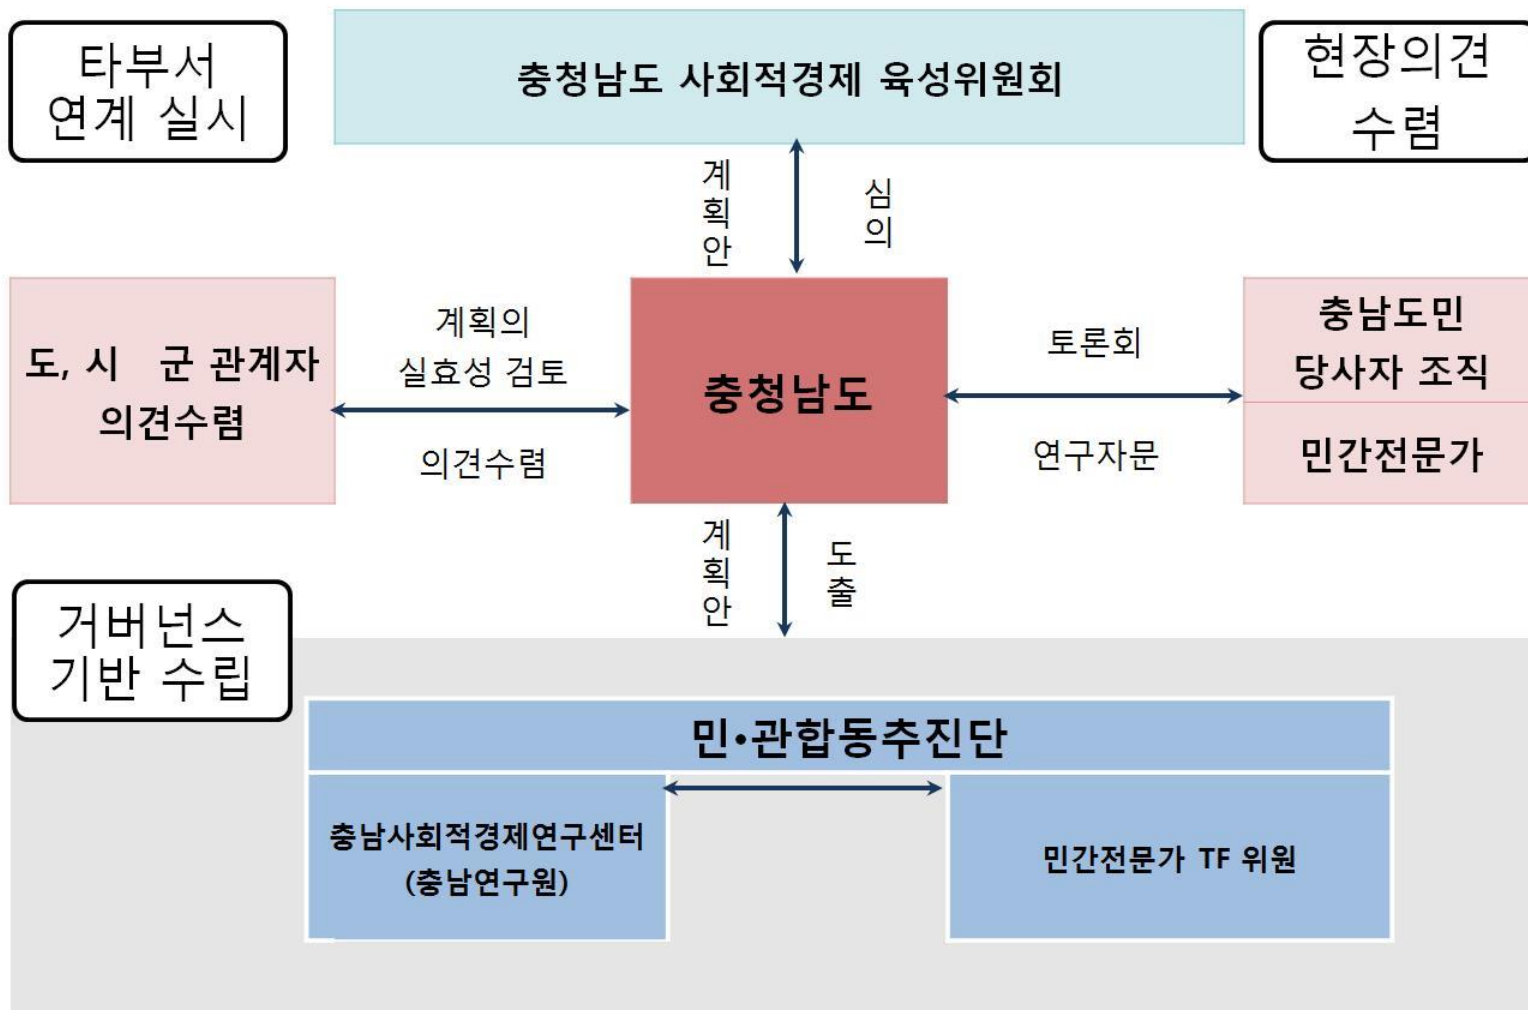 타부서
연계 실시
충청남도 사회적경제 육성위원회
현장의견
수렴
계획안
심의
도, 시 군 관계자
의견수렴
계획의
실효성 검토
의견수렴
충청남도
토론회
연구자문
충남도민
당사자 조직
민간전문가
계획안
도출
거버넌스
기반 수립
민•관합동추진단
충남사회적경제연구센터
(충남연구원)
민간전문가 TF 위원